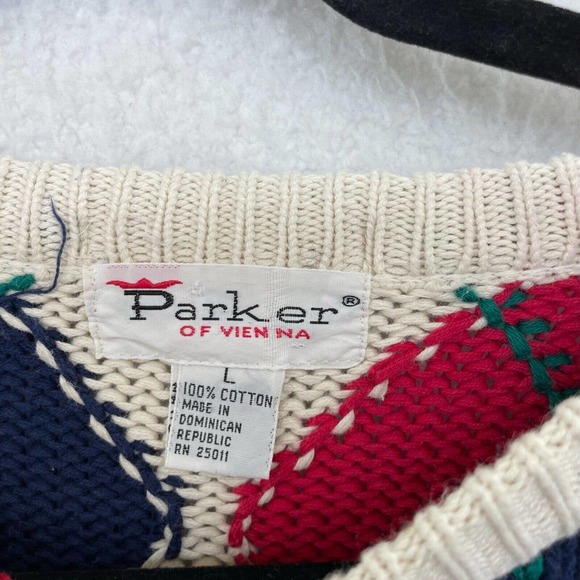 Parker®
OF VIENNA
L
100% COTTON
MADE IN
DOMINICAN
REPUBLIC
RN 25011